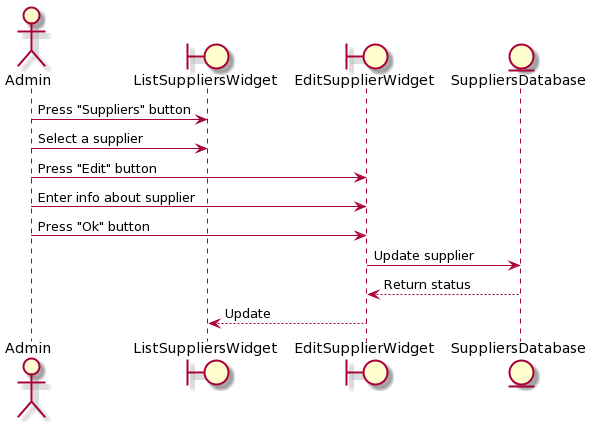 Admin
ListSuppliersWidget
EditSupplierWidget
SuppliersDatabase
Press "Suppliers" button
Select a supplier
Press "Edit" button
Enter info about supplier
Press "Ok" button
Update supplier
Return status
Update
Admin
ListSuppliersWidget
EditSupplierWidget
SuppliersDatabase